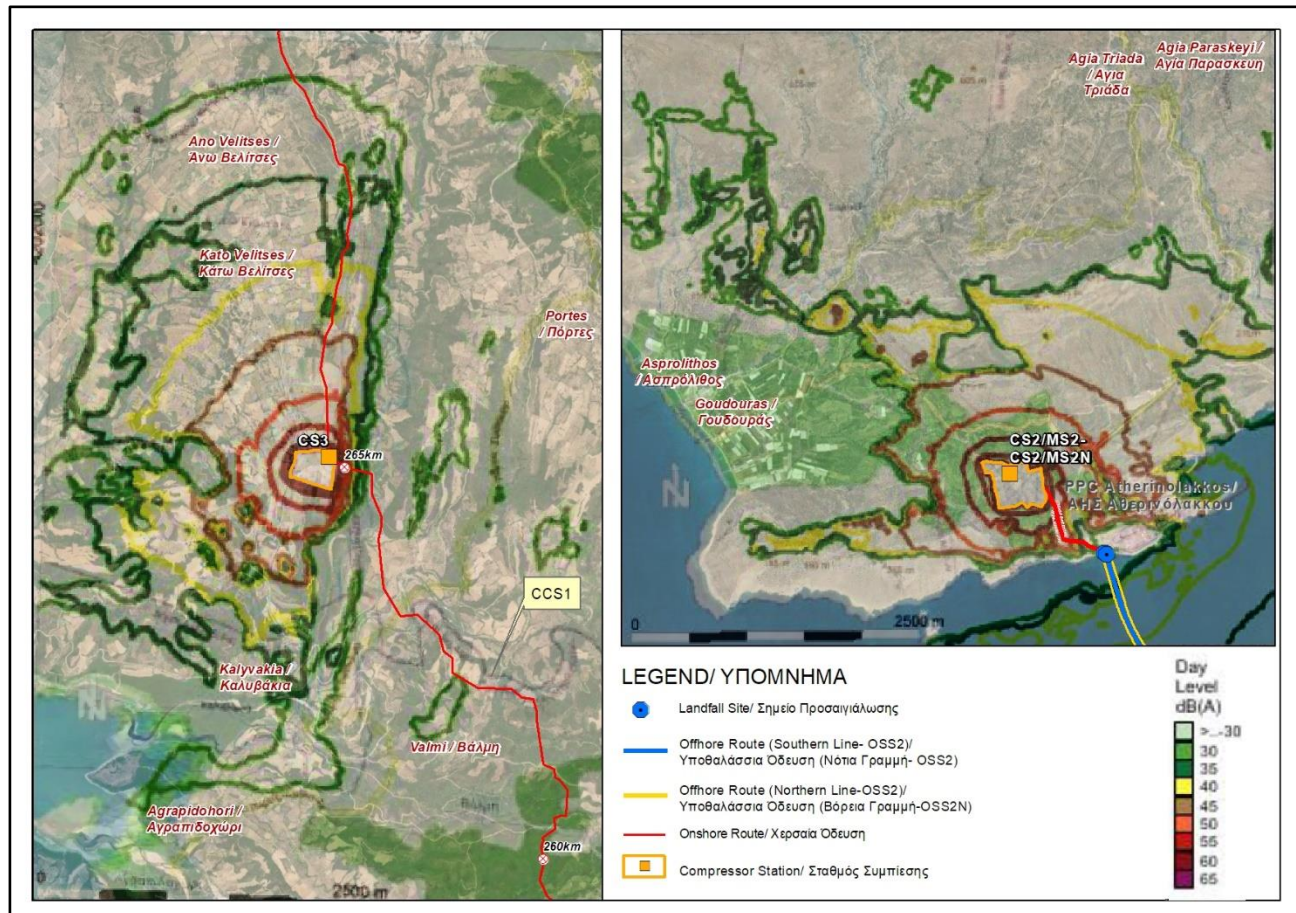 Ano Velitses /
Άνω Βελίτσες
Kato Velitses /
Κάτω Βελίτσες
Portes
/ Πόρτες
CS3
265km
CCS1
Kalyvakia /
Καλυβάκια
Valmi / Βάλμη
Agrapidohori /
Αγραπιδοχώρι
260km
0
2500 m
Agia Triada
/ Αγια
Τριάδα
Agia Paraskeyi /
Αγια Παρασκευη
Asprolithos
/ Ασπρόλιθος
Goudouras /
Γουδουράς
CS2/MS2-
CS2/MS2N
PPC Atherinolakkos/
ΑΗΣ Αθερινόλακκου
0
2500 m
LEGEND/ ΥΠΟΜΝΗΜΑ
Landfall Site/ Σημείο Προσαιγιάλωσης
Offhore Route (Southern Line- OSS2)/
Υποθαλάσσια Όδευση (Νότια Γραμμή- OSS2)
Offhore Route (Northern Line-OSS2)/
Υποθαλάσσια Όδευση (Βόρεια Γραμμή-OSS2N)
Onshore Route/ Χερσαία Όδευση
Compressor Station/ Σταθμός Συμπίεσης
Day
Level
dB(A)
>...-30
30
35
40
45
50
55
60
65